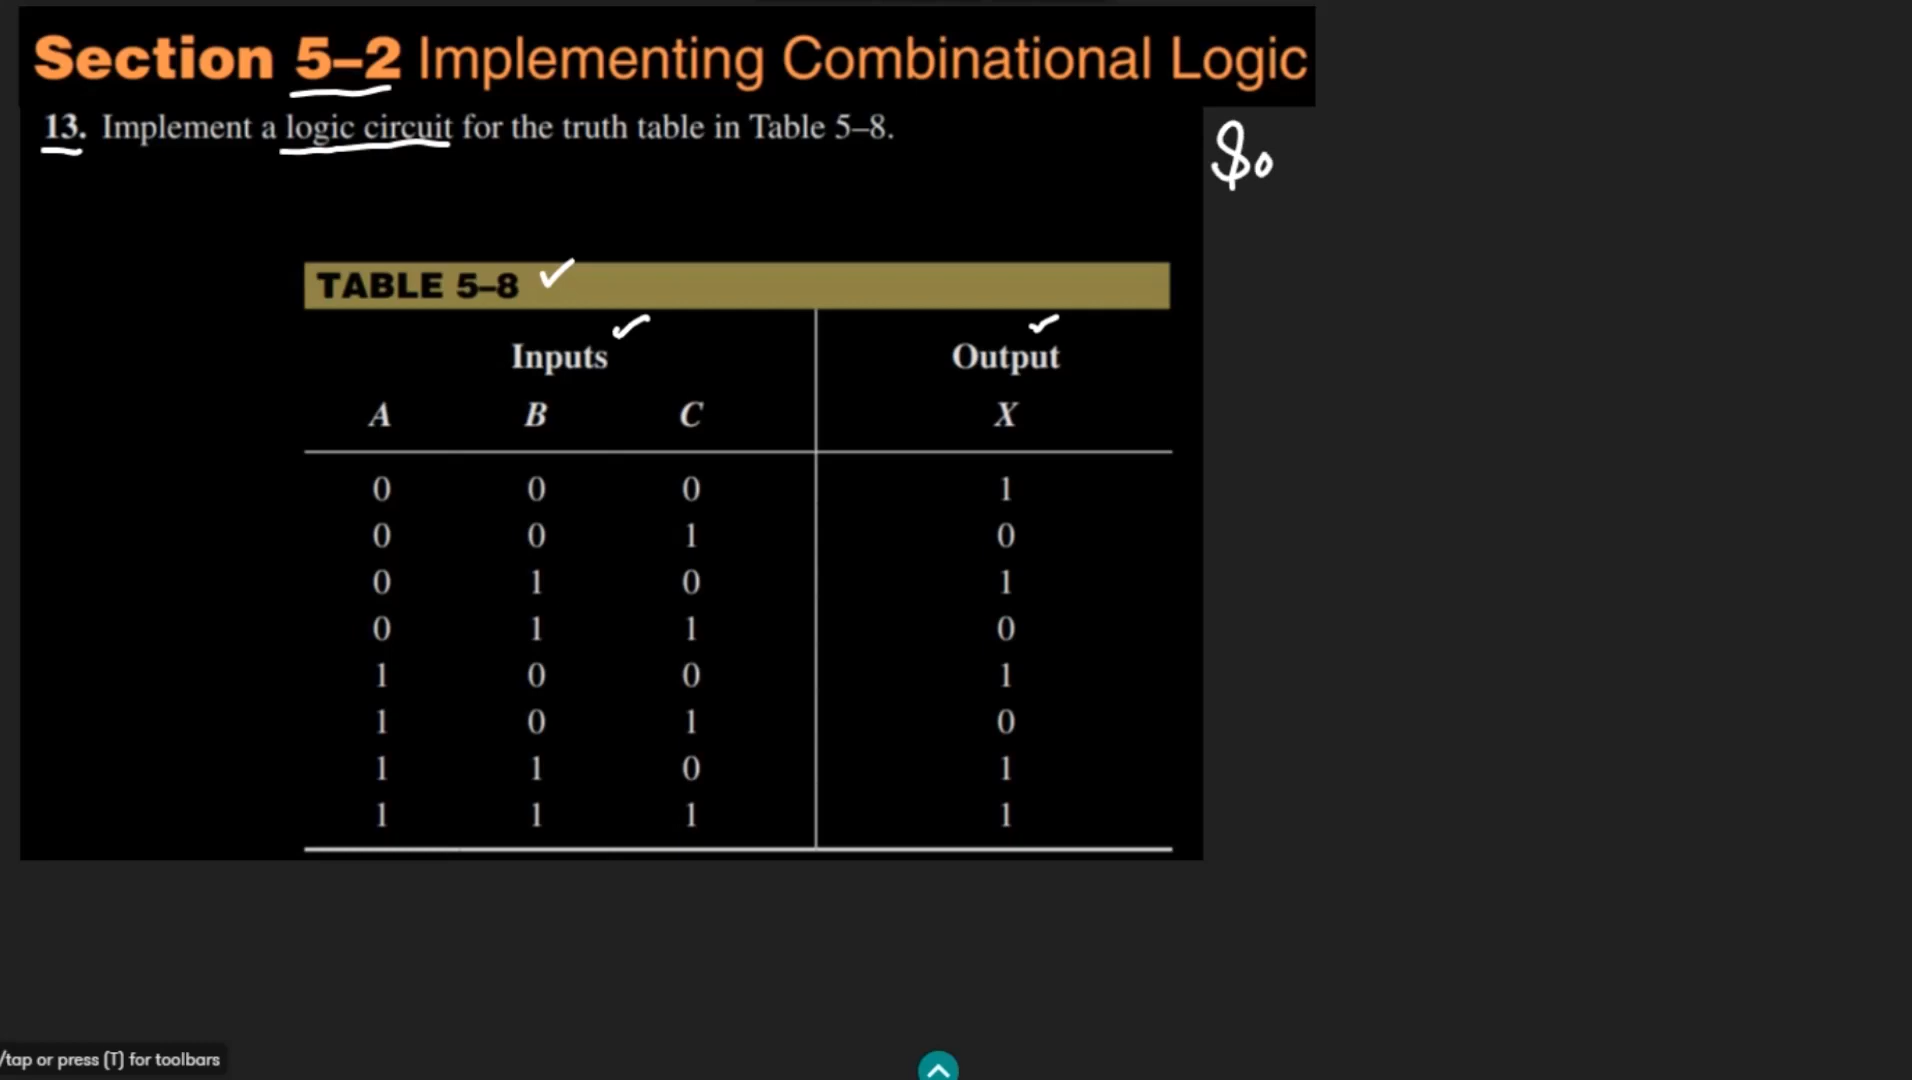 Section 5–2 Implementing Combinational Logic
13. Implement a logic circuit for the truth table in Table 5–8.
TABLE 5–8
Inputs Output
A B C X
0 0 0 1
0 0 1 0
0 1 0 1
0 1 1 0
1 0 0 1
1 0 1 0
1 1 0 1
1 1 1 1
/tap or press (T) for toolbars